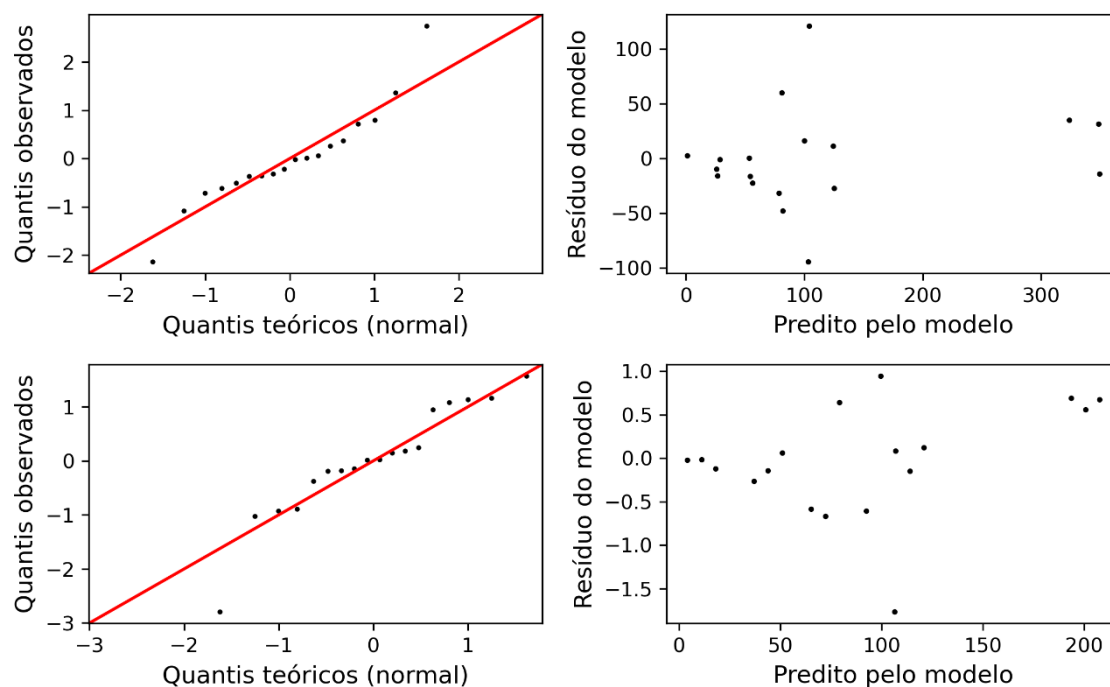 Quantis observados
2
1
0
−1
−2
−2 −1 0 1 2
Quantis teóricos (normal)
Resíduo do modelo
100
50
0
−50
−100
0 100 200 300
Predito pelo modelo
Quantis observados
1
0
−1
−2
−3
−3 −2 −1 0 1
Quantis teóricos (normal)
Resíduo do modelo
1.0
0.5
0.0
−0.5
−1.0
−1.5
0 50 100 150 200
Predito pelo modelo